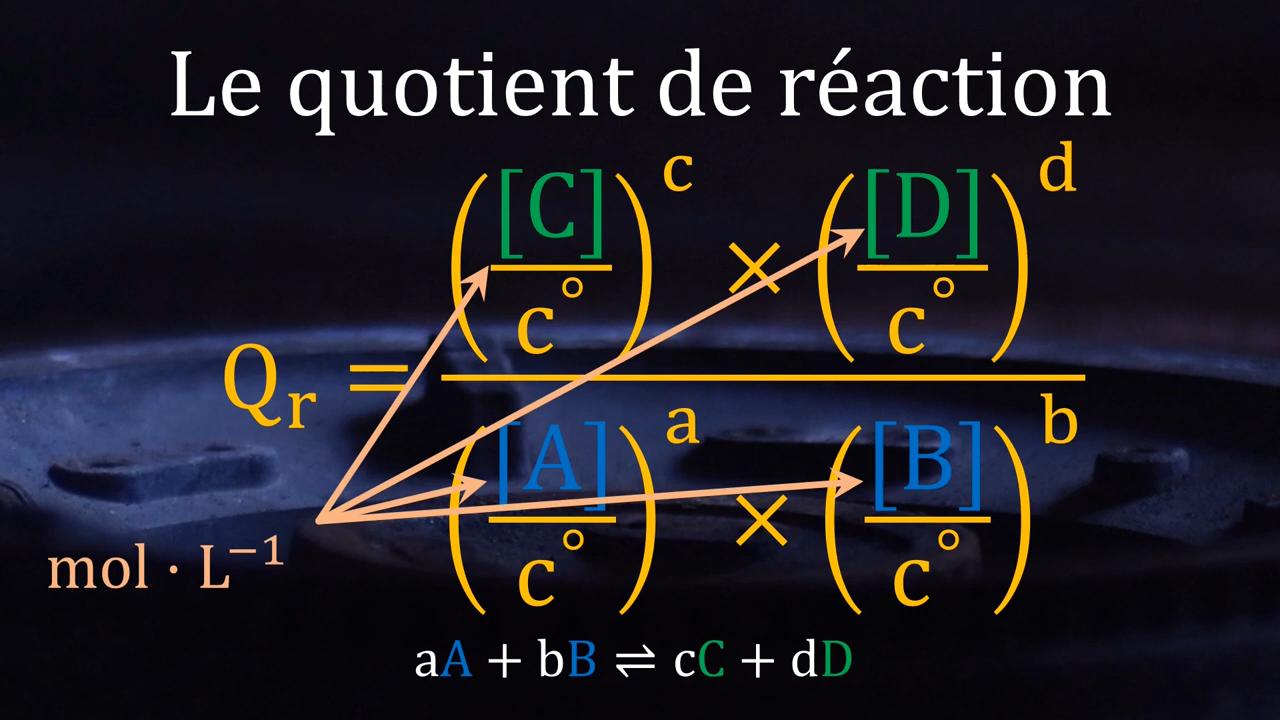 Le quotient de réaction
Q_r = (([C]/c°)^c × ([D]/c°)^d) / (([A]/c°)^a × ([B]/c°)^b)
mol · L⁻¹
aA + bB ⇌ cC + dD